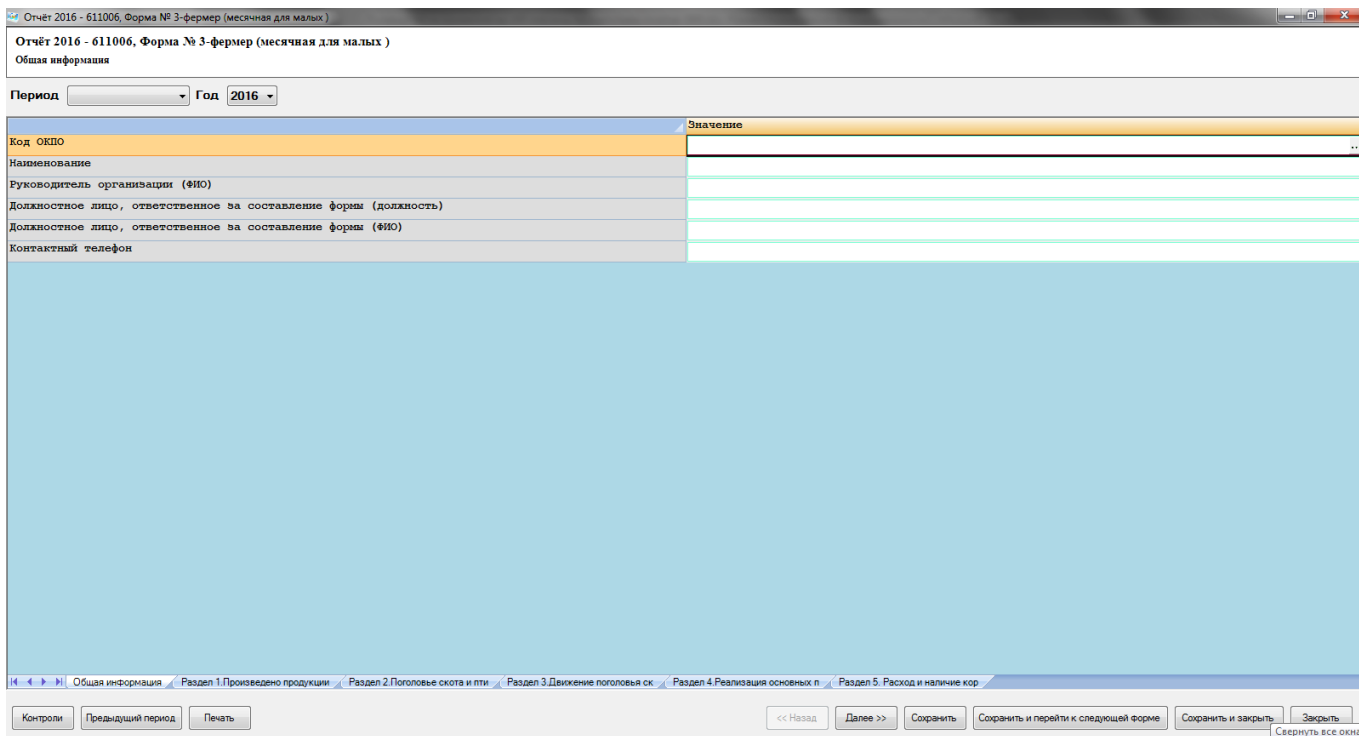 Отчёт 2016 - 611006, Форма № 3-фермер (месячная для малых )
Отчёт 2016 - 611006, Форма № 3-фермер (месячная для малых )
Общая информация
Период Год 2016
Значение
Код ОКПО ..
Наименование
Руководитель организации (ФИО)
Должностное лицо, ответственное за составление формы (должность)
Должностное лицо, ответственное за составление формы (ФИО)
Контактный телефон
Общая информация Раздел 1.Произведено продукции Раздел 2.Поголовье скота и пти Раздел 3.Движение поголовья ск Раздел 4.Реализация основных п Раздел 5. Расход и наличие кор
Контроли Предыдущий период Печать << Назад Далее >> Сохранить Сохранить и перейти к следующей форме Сохранить и закрыть Закрыть
Свернуть все окна